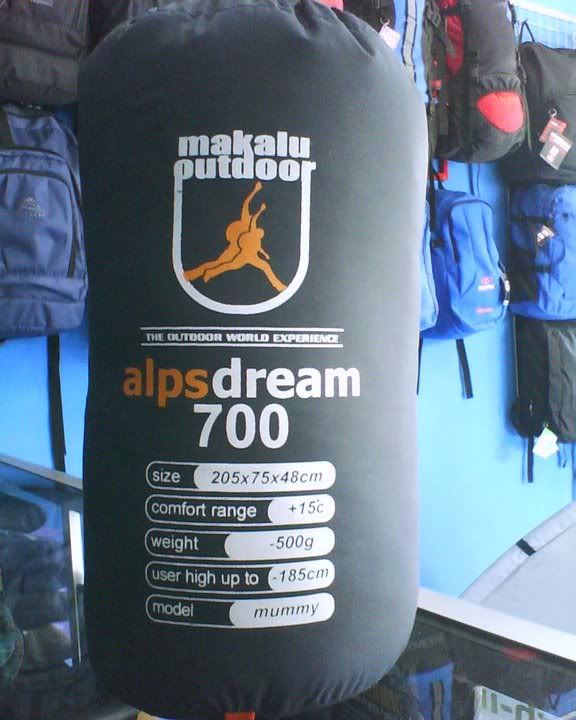 makalu
outdoor
THE OUTDOOR WORLD EXPERIENCE
alpsdream
700
size 205x75x48cm
comfort range +15°c
weight -500g
user high up to -185cm
model mummy